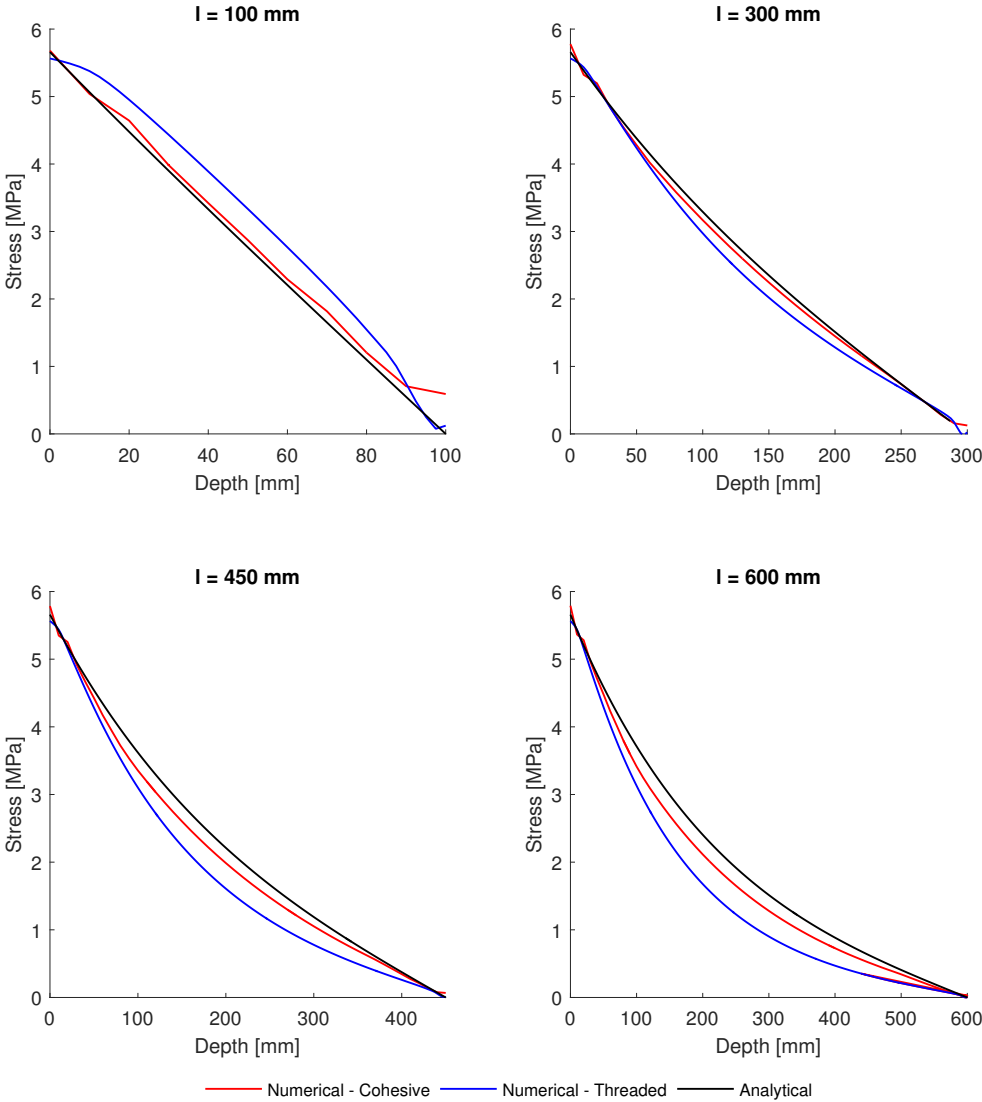 l = 100 mm
6
5
4
3
2
1
0
Stress [MPa]
0 20 40 60 80 100
Depth [mm]
l = 300 mm
6
5
4
3
2
1
0
Stress [MPa]
0 50 100 150 200 250 300
Depth [mm]
l = 450 mm
6
5
4
3
2
1
0
Stress [MPa]
0 100 200 300 400
Depth [mm]
l = 600 mm
6
5
4
3
2
1
0
Stress [MPa]
0 100 200 300 400 500 600
Depth [mm]
Numerical - Cohesive Numerical - Threaded Analytical